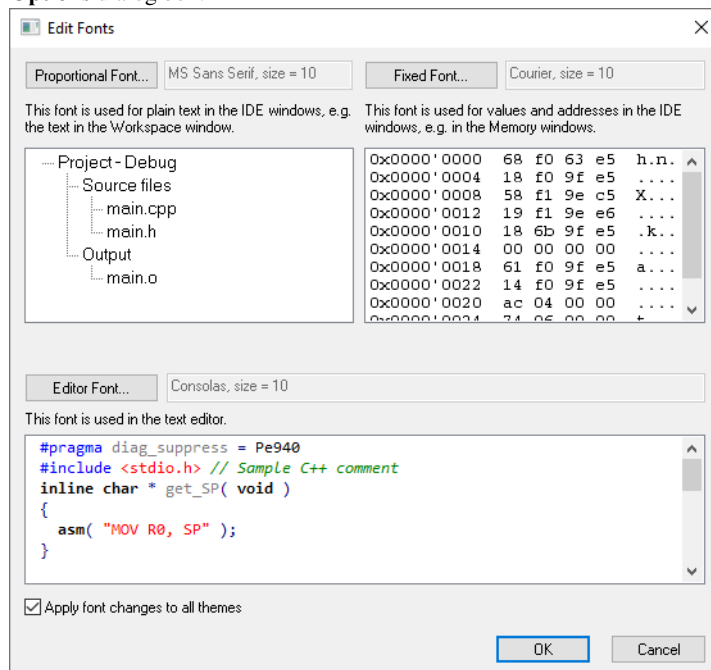 Edit Fonts
Proportional Font... MS Sans Serif, size = 10
Fixed Font... Courier, size = 10
This font is used for plain text in the IDE windows, e.g.
the text in the Workspace window.
This font is used for values and addresses in the IDE
windows, e.g. in the Memory windows.
Project - Debug
Source files
main.cpp
main.h
Output
main.o
0x0000'0000 68 f0 63 e5 h.n.
0x0000'0004 18 f0 9f e5 ....
0x0000'0008 58 f1 9e c5 X...
0x0000'0012 19 f1 9e e6 ....
0x0000'0010 18 6b 9f e5 .k..
0x0000'0014 00 00 00 00 ....
0x0000'0018 61 f0 9f e5 a...
0x0000'0022 14 f0 9f e5 ....
0x0000'0020 ac 04 00 00 ....
Editor Font... Consolas, size = 10
This font is used in the text editor.
#pragma diag_suppress = Pe940
#include <stdio.h> // Sample C++ comment
inline char * get_SP( void )
{
asm( "MOV R0, SP" );
}
Apply font changes to all themes
OK Cancel